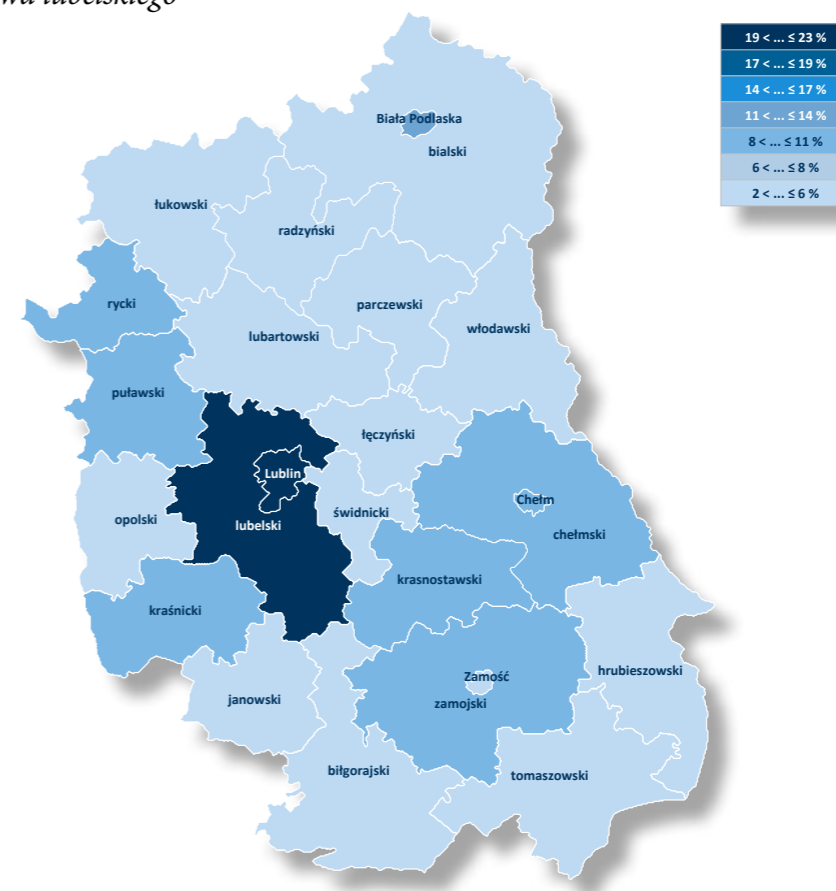 lubelskiego
19 < ... ≤ 23 %
17 < ... ≤ 19 %
14 < ... ≤ 17 %
11 < ... ≤ 14 %
8 < ... ≤ 11 %
6 < ... ≤ 8 %
2 < ... ≤ 6 %
Biała Podlaska
bialski
łukowski
radzyński
rycki
parczewski
włodawski
lubartowski
puławski
łęczyński
Lublin
Chełm
świdnicki
opolski
lubelski
chełmski
krasnostawski
kraśnicki
Zamość
hrubieszowski
janowski
zamojski
biłgorajski
tomaszowski